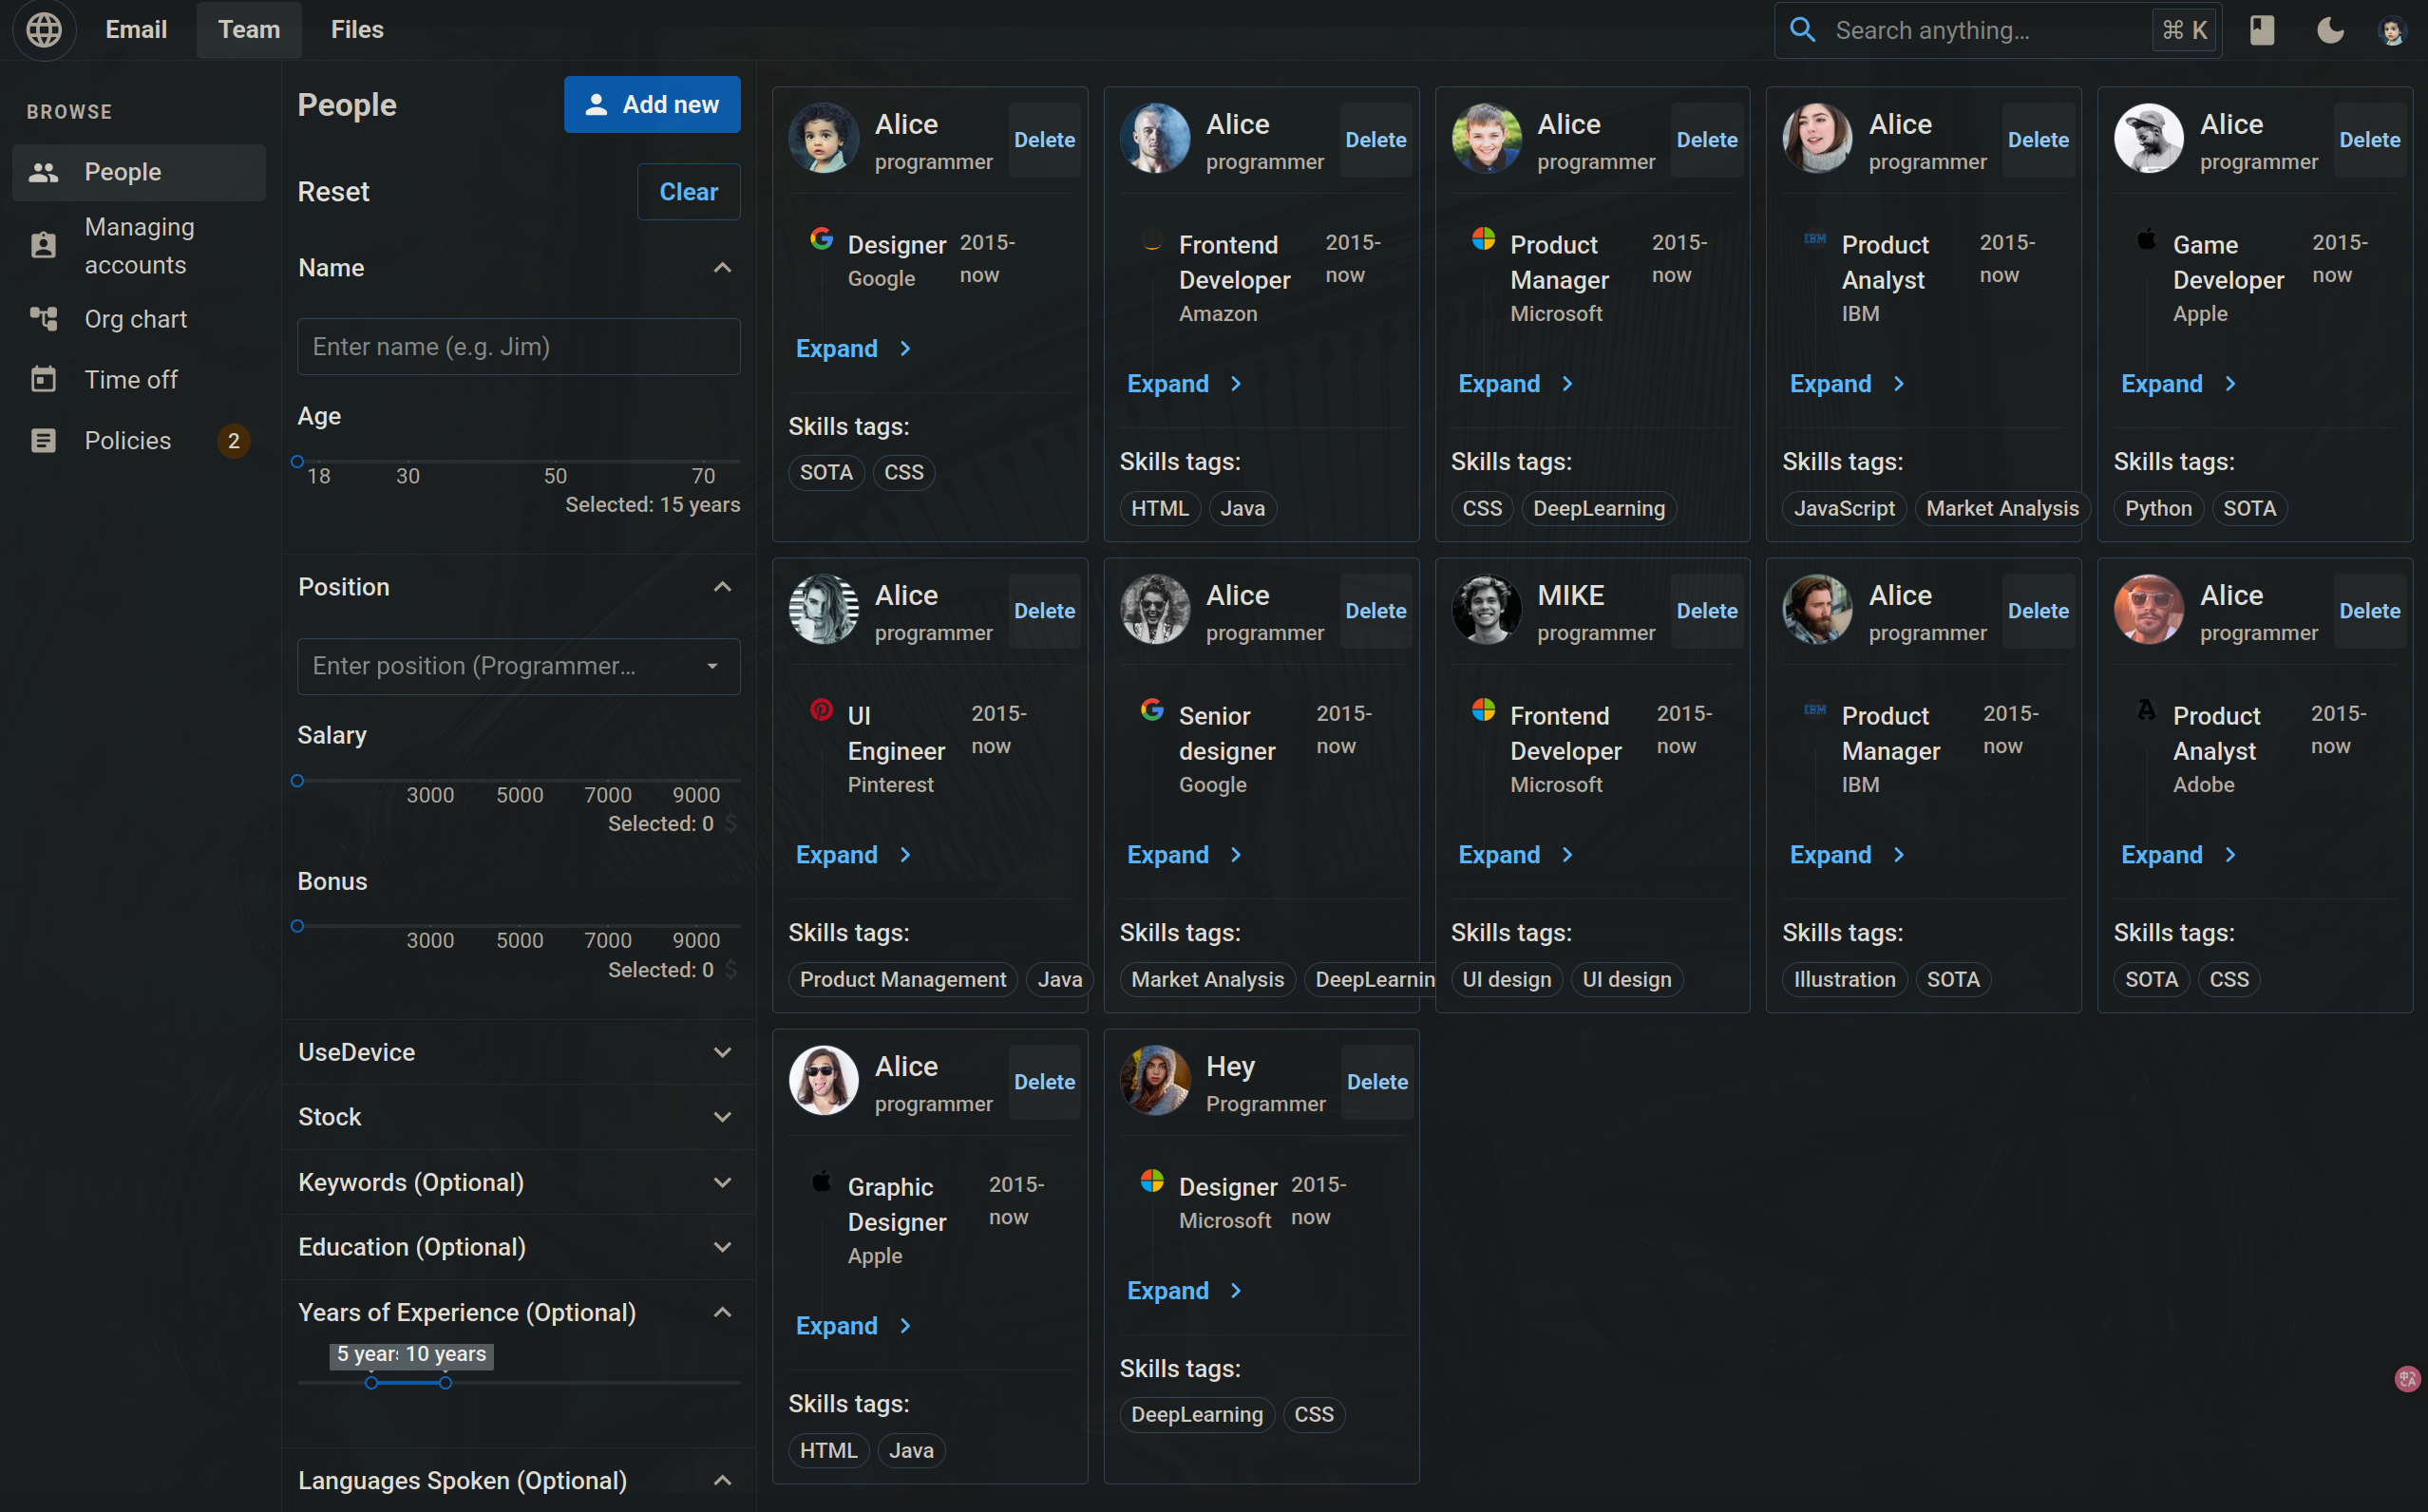 Email
Team
Files
Search anything...
⌘ K
BROWSE
People
Managing
accounts
Org chart
Time off
Policies
2
People
Add new
Reset
Clear
Name
Enter name (e.g. Jim)
Age
18 30 50 70
Selected: 15 years
Position
Enter position (Programmer...
Salary
3000 5000 7000 9000
Selected: 0 $
Bonus
3000 5000 7000 9000
Selected: 0 $
UseDevice
Stock
Keywords (Optional)
Education (Optional)
Years of Experience (Optional)
5 years 10 years
Languages Spoken (Optional)
Alice
programmer
Delete
Designer
Google
2015-
now
Expand
Skills tags:
SOTA CSS
Alice
programmer
Delete
Frontend
Developer
Amazon
2015-
now
Expand
Skills tags:
HTML Java
Alice
programmer
Delete
Product
Manager
Microsoft
2015-
now
Expand
Skills tags:
CSS DeepLearning
Alice
programmer
Delete
IBM
Product
Analyst
IBM
2015-
now
Expand
Skills tags:
JavaScript Market Analysis
Alice
programmer
Delete
Game
Developer
Apple
2015-
now
Expand
Skills tags:
Python SOTA
Alice
programmer
Delete
UI
Engineer
Pinterest
2015-
now
Expand
Skills tags:
Product Management Java
Alice
programmer
Delete
Senior
designer
Google
2015-
now
Expand
Skills tags:
Market Analysis DeepLearnin
MIKE
programmer
Delete
Frontend
Developer
Microsoft
2015-
now
Expand
Skills tags:
UI design UI design
Alice
programmer
Delete
IBM
Product
Manager
IBM
2015-
now
Expand
Skills tags:
Illustration SOTA
Alice
programmer
Delete
Product
Analyst
Adobe
2015-
now
Expand
Skills tags:
SOTA CSS
Alice
programmer
Delete
Graphic
Designer
Apple
2015-
now
Expand
Skills tags:
HTML Java
Hey
Programmer
Delete
Designer
Microsoft
2015-
now
Expand
Skills tags:
DeepLearning CSS